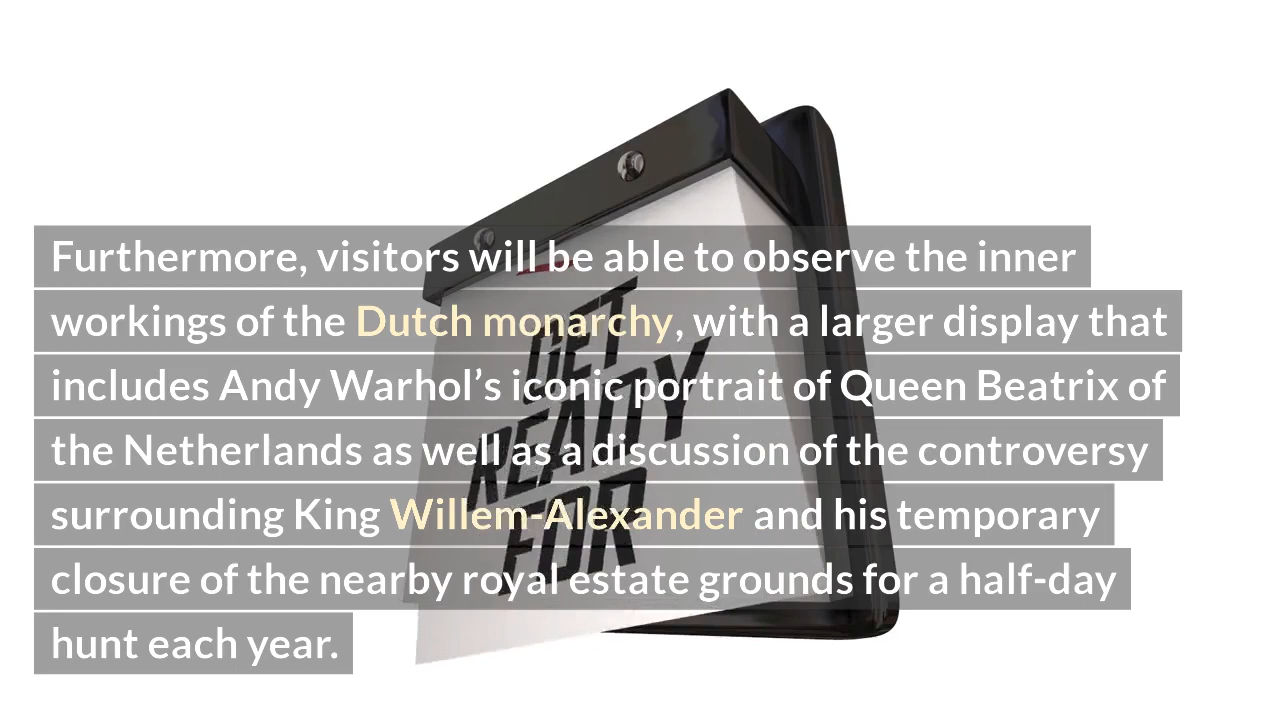 Furthermore, visitors will be able to observe the inner
workings of the Dutch monarchy, with a larger display that
includes Andy Warhol’s iconic portrait of Queen Beatrix of
the Netherlands as well as a discussion of the controversy
surrounding King Willem-Alexander and his temporary
closure of the nearby royal estate grounds for a half-day
hunt each year.
GET
READY
FOR